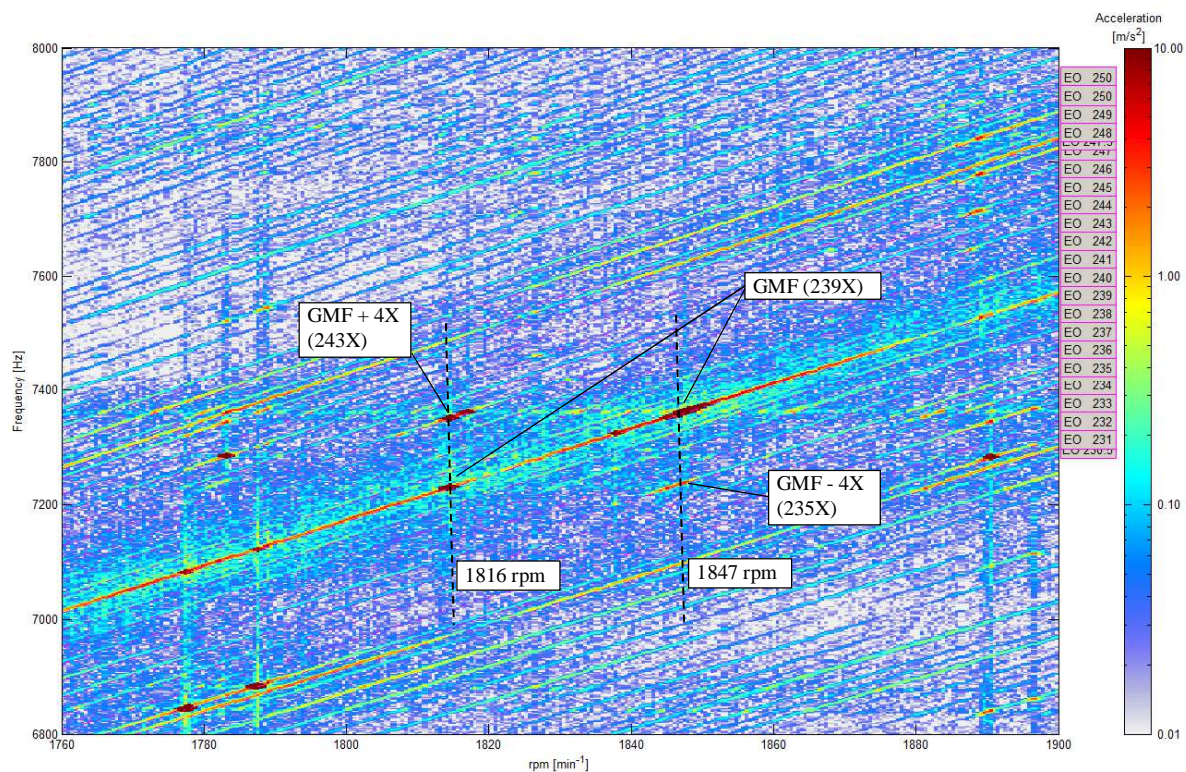 Acceleration
[m/s²]
8000
7800
7600
7400
7200
7000
6800
Frequency [Hz]
1760
1780
1800
1820
1840
1860
1880
1900
rpm [min⁻¹]
GMF + 4X
(243X)
GMF (239X)
GMF - 4X
(235X)
1816 rpm
1847 rpm
EO 250
EO 250
EO 249
EO 248
EO 247.5
EO 247
EO 246
EO 245
EO 244
EO 243
EO 242
EO 241
EO 240
EO 239
EO 238
EO 237
EO 236
EO 235
EO 234
EO 233
EO 232
EO 231
10.00
1.00
0.10
0.01